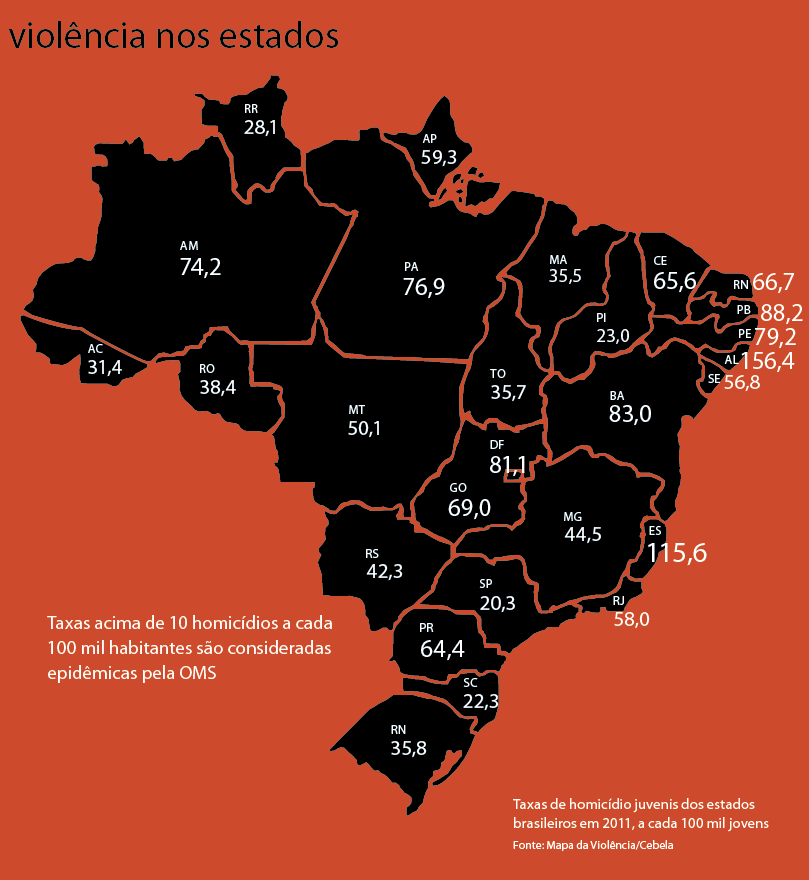 violência nos estados
RR
28,1
AP
59,3
AM
74,2
PA
76,9
MA
35,5
CE
65,6
RN 66,7
PB 88,2
PE 79,2
AL 156,4
SE 56,8
PI
23,0
AC
31,4
RO
38,4
TO
35,7
BA
83,0
MT
50,1
DF
81,1
GO
69,0
MG
44,5
ES
115,6
RS
42,3
SP
20,3
RJ
58,0
PR
64,4
SC
22,3
RN
35,8
Taxas acima de 10 homicídios a cada
100 mil habitantes são consideradas
epidêmicas pela OMS
Taxas de homicídio juvenis dos estados
brasileiros em 2011, a cada 100 mil jovens
Fonte: Mapa da Violência/Cebela